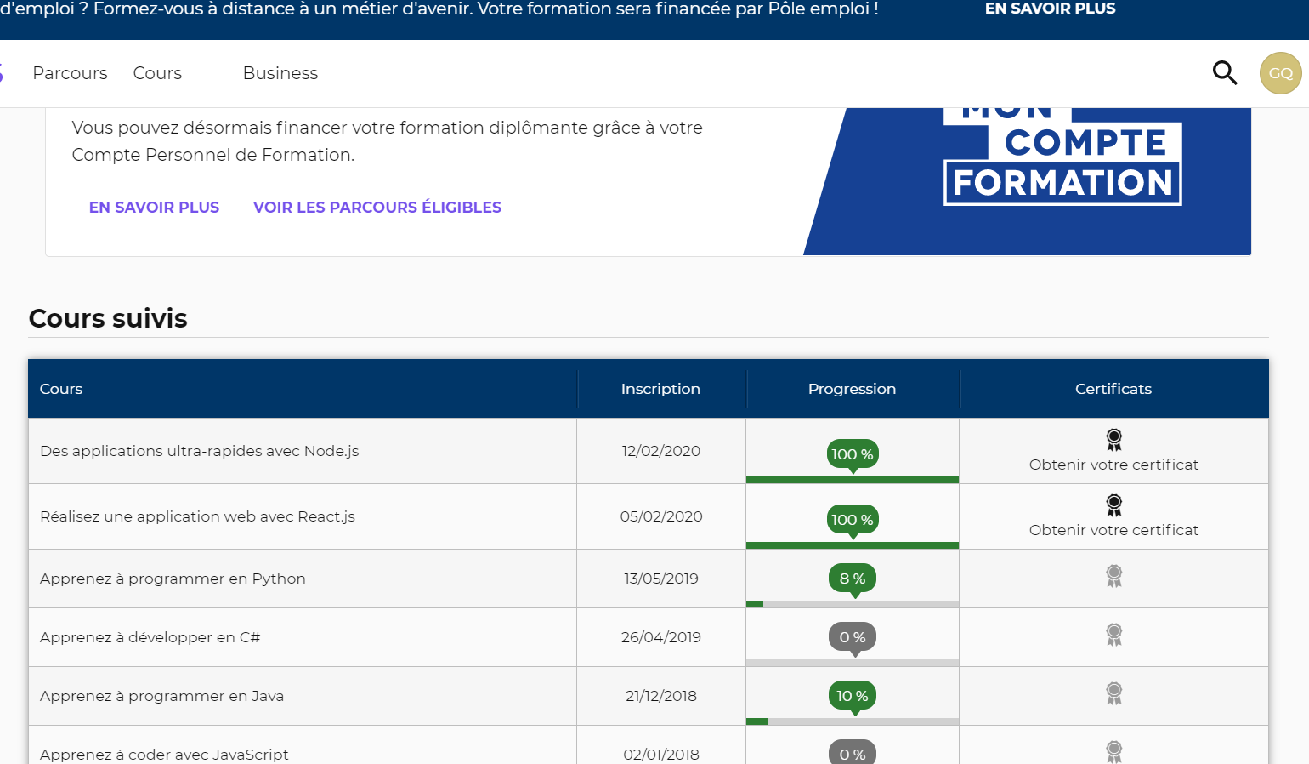 d'emploi ? Formez-vous à distance à un métier d'avenir. Votre formation sera financée par Pôle emploi ! EN SAVOIR PLUS
Parcours Cours Business GQ
MON
COMPTE
FORMATION
Vous pouvez désormais financer votre formation diplômante grâce à votre
Compte Personnel de Formation.
EN SAVOIR PLUS VOIR LES PARCOURS ÉLIGIBLES
Cours suivis
Cours Inscription Progression Certificats
Des applications ultra-rapides avec Node.js 12/02/2020 100 % Obtenir votre certificat
Réalisez une application web avec React.js 05/02/2020 100 % Obtenir votre certificat
Apprenez à programmer en Python 13/05/2019 8 %
Apprenez à développer en C# 26/04/2019 0 %
Apprenez à programmer en Java 21/12/2018 10 %
Apprenez à coder avec JavaScript 02/01/2018 0 %